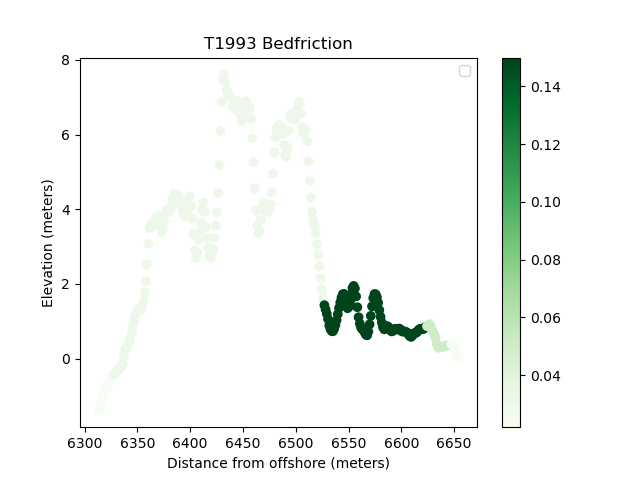 T1993 Bedfriction
8
6
4
2
0
Elevation (meters)
6300 6350 6400 6450 6500 6550 6600 6650
Distance from offshore (meters)
0.14
0.12
0.10
0.08
0.06
0.04